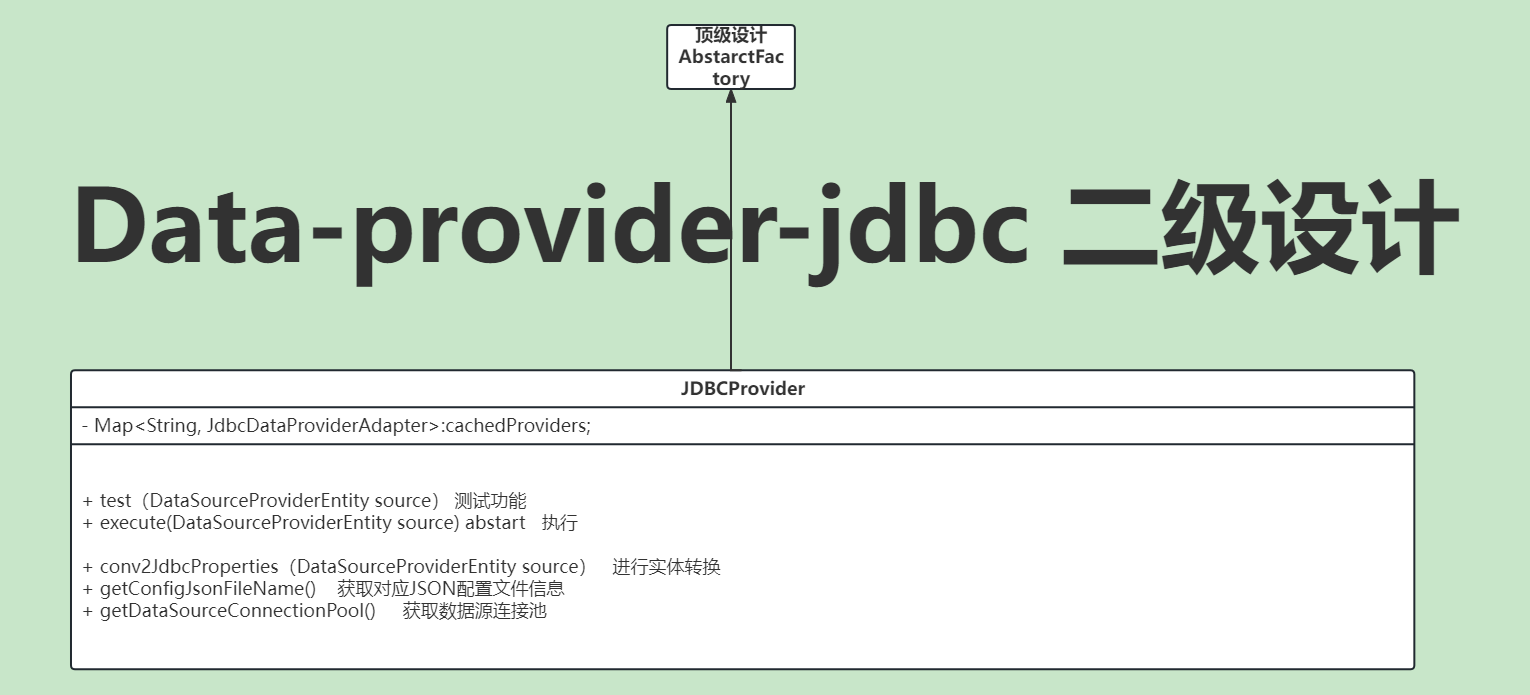 顶级设计
AbstarctFac
tory
Data-provider-jdbc 二级设计
JDBCProvider
- Map<String, JdbcDataProviderAdapter>:cachedProviders;
+ test（DataSourceProviderEntity source） 测试功能
+ execute(DataSourceProviderEntity source) abstart 执行
+ conv2JdbcProperties（DataSourceProviderEntity source） 进行实体转换
+ getConfigJsonFileName() 获取对应JSON配置文件信息
+ getDataSourceConnectionPool() 获取数据源连接池